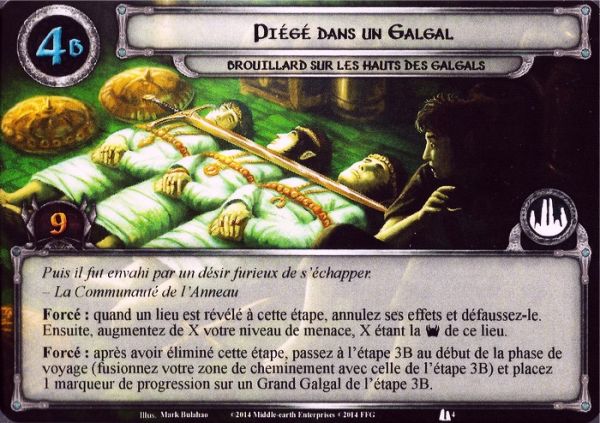 4B
PIÉGÉ DANS UN GALGAL
BROUILLARD SUR LES HAUTS DES GALGALS
9
Puis il fut envahi par un désir furieux de s'échapper.
– La Communauté de l'Anneau
Forcé : quand un lieu est révélé à cette étape, annulez ses effets et défaussez-le.
Ensuite, augmentez de X votre niveau de menace, X étant la de ce lieu.
Forcé : après avoir éliminé cette étape, passez à l'étape 3B au début de la phase de
voyage (fusionnez votre zone de cheminement avec celle de l'étape 3B) et placez
1 marqueur de progression sur un Grand Galgal de l'étape 3B.
Illus. Mark Bulahao ©2014 Middle-earth Enterprises ©2014 FFG 4